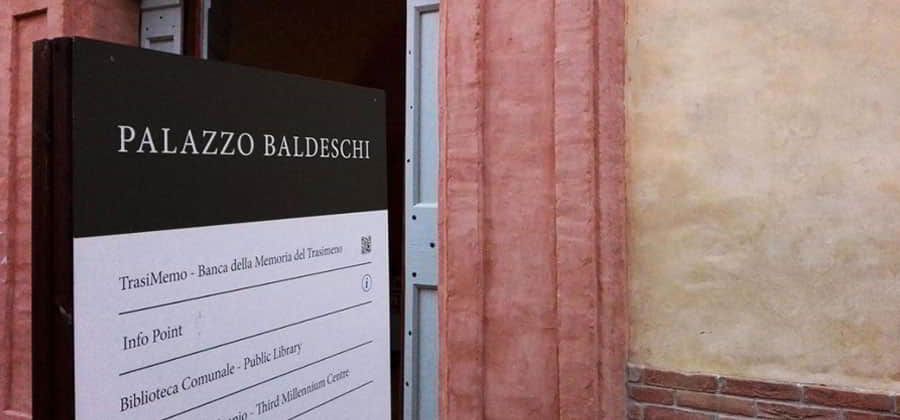 PALAZZO BALDESCHI
TrasiMemo - Banca della Memoria del Trasimeno
Info Point
Biblioteca Comunale - Public Library
- Third Millennium Centre